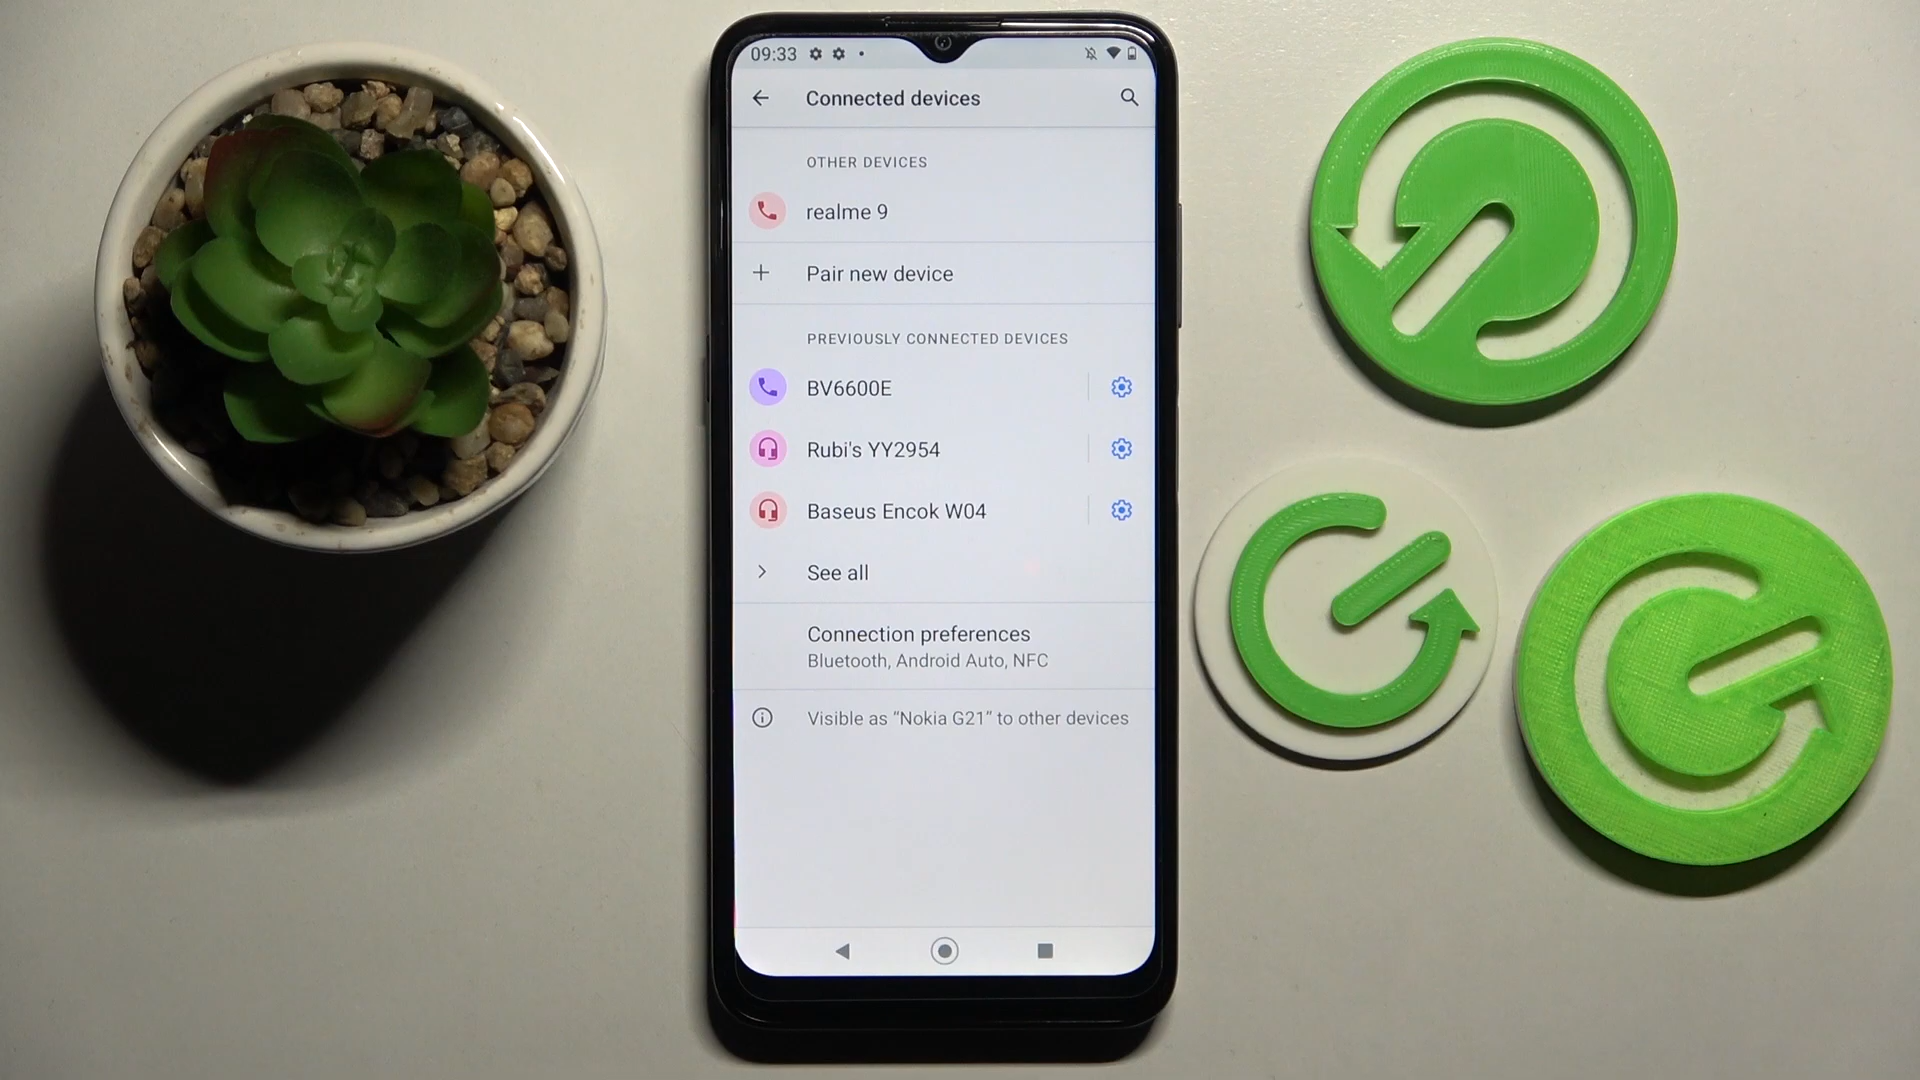 09:33
Connected devices
OTHER DEVICES
realme 9
Pair new device
PREVIOUSLY CONNECTED DEVICES
BV6600E
Rubi's YY2954
Baseus Encok W04
See all
Connection preferences
Bluetooth, Android Auto, NFC
Visible as “Nokia G21” to other devices